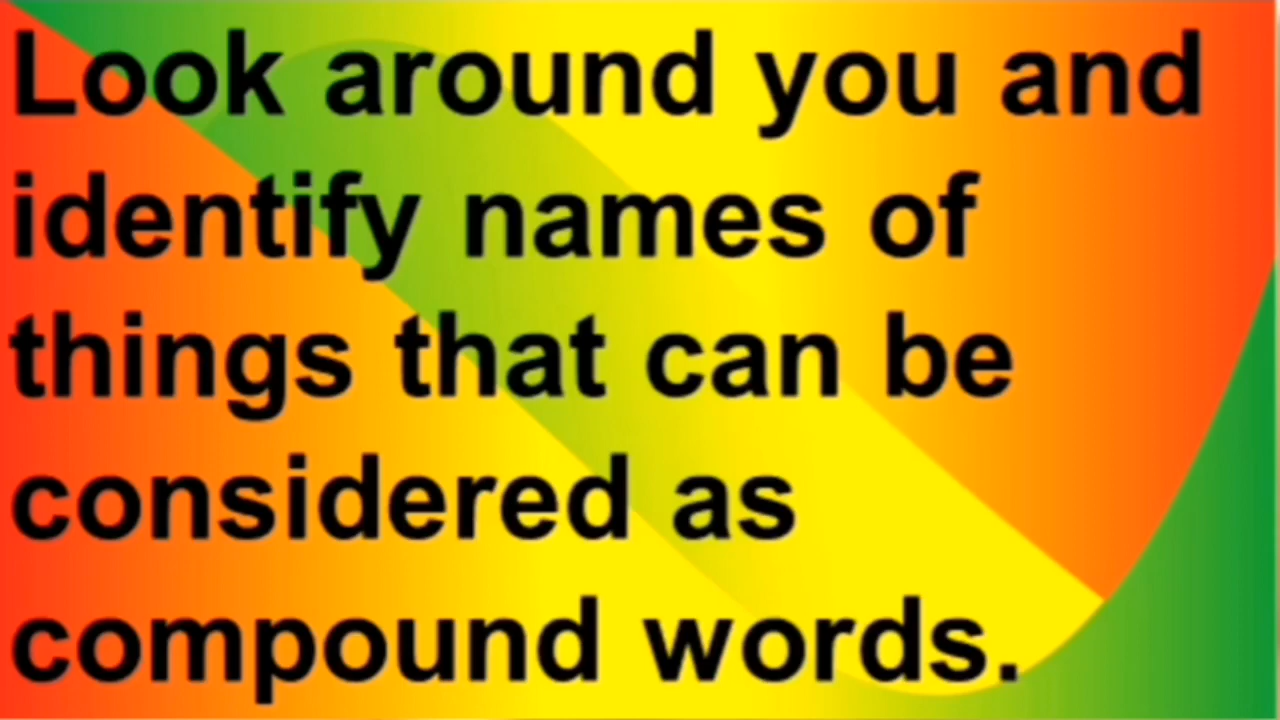 Look around you and
identify names of
things that can be
considered as
compound words.